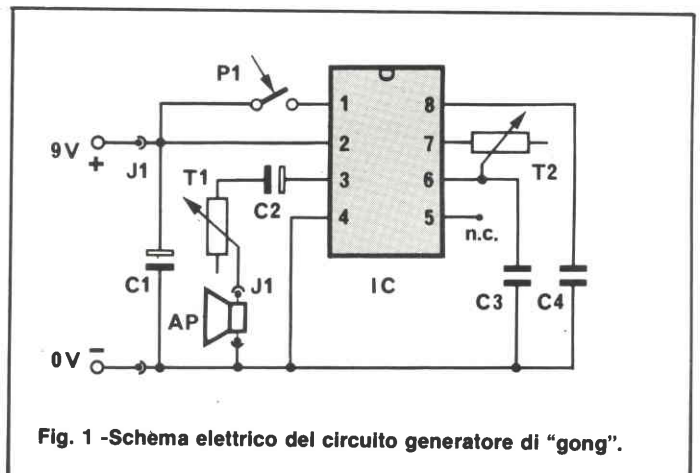 P1
1 8
9V + J1 2 7
T1 T2
3 6
C2
4 5
n.c.
C1 J1 IC C3 C4
AP
0V −
Fig. 1 -Schema elettrico del circuito generatore di "gong".